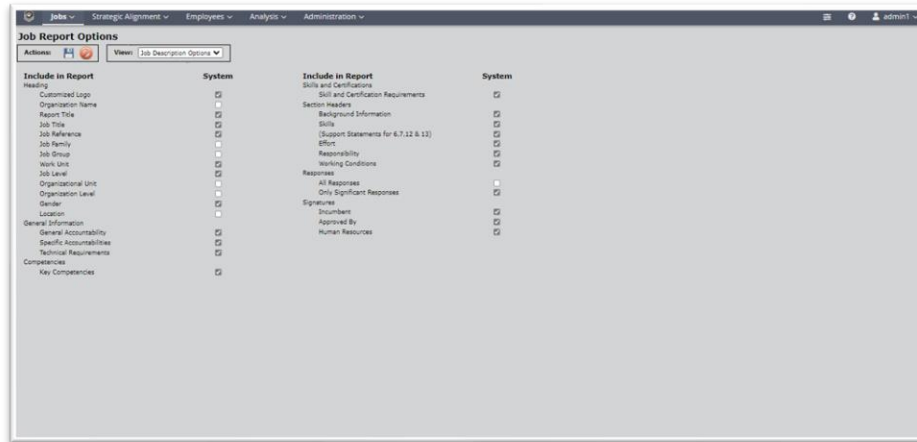 Jobs Strategic Alignment Employees Analysis Administration admin1
Job Report Options
Actions: View: Job Description Options
Include in Report System
Heading
Customized Logo
Organization Name
Report Title
Job Title
Job Reference
Job Family
Job Group
Work Unit
Job Level
Organizational Unit
Organization Level
Gender
Location
General Information
General Accountability
Specific Accountabilities
Technical Requirements
Competencies
Key Competencies
Include in Report System
Skills and Certifications
Skill and Certification Requirements
Section Headers
Background Information
Skills
(Support Statements for 6,7,12 & 13)
Effort
Responsibility
Working Conditions
Responses
All Responses
Only Significant Responses
Signatures
Incumbent
Approved By
Human Resources